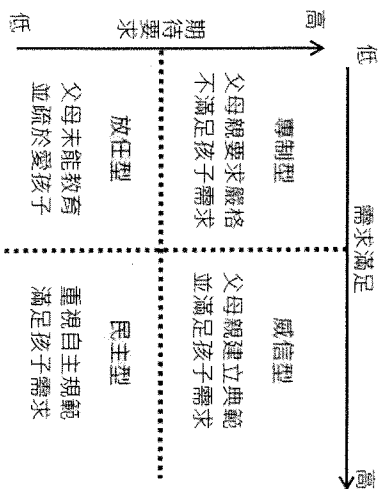 低
需求滿足
高
高
期待要求
低
專制型
父母親要求嚴格
不滿足孩子需求
威信型
父母親建立典範
並滿足孩子需求
放任型
父母未能教育
並疏於愛孩子
民主型
重視自主規範
滿足孩子需求